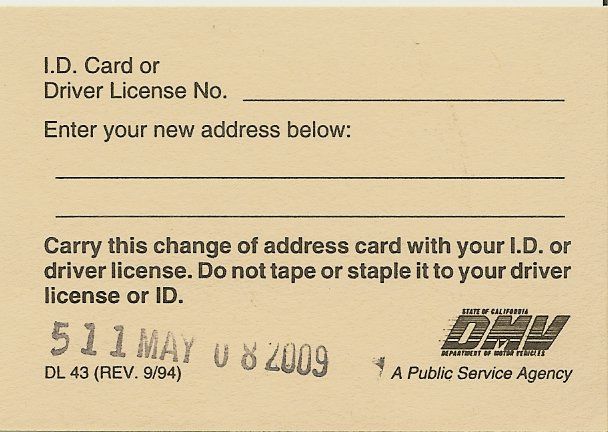 I.D. Card or
Driver License No.
Enter your new address below:
Carry this change of address card with your I.D. or
driver license. Do not tape or staple it to your driver
license or ID.
STATE OF CALIFORNIA
DMV
DEPARTMENT OF MOTOR VEHICLES
511 MAY 08 2009
DL 43 (REV. 9/94)
A Public Service Agency